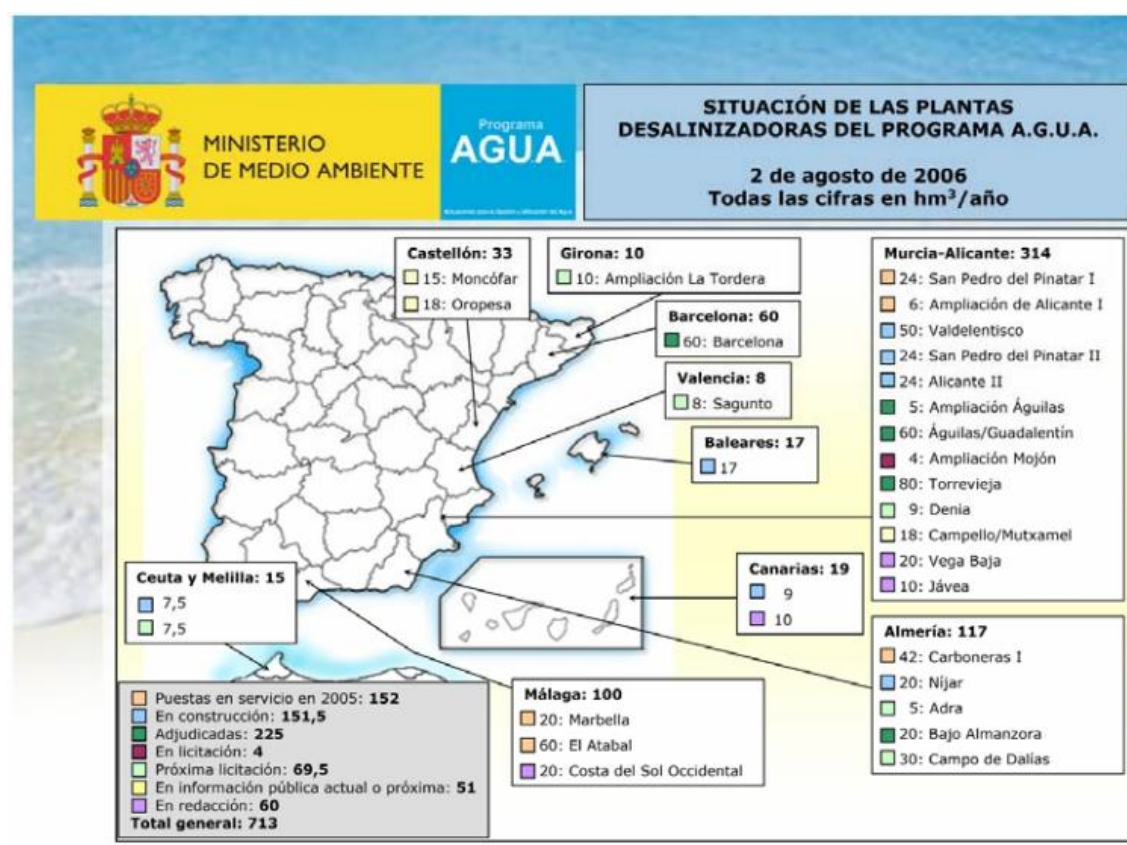 MINISTERIO
DE MEDIO AMBIENTE
Programa
AGUA
SITUACIÓN DE LAS PLANTAS
DESALINIZADORAS DEL PROGRAMA A.G.U.A.
2 de agosto de 2006
Todas las cifras en hm³/año
Castellón: 33
15: Moncófar
18: Oropesa
Girona: 10
10: Ampliación La Tordera
Barcelona: 60
60: Barcelona
Valencia: 8
8: Sagunto
Baleares: 17
17
Murcia-Alicante: 314
24: San Pedro del Pinatar I
6: Ampliación de Alicante I
50: Valdelentisco
24: San Pedro del Pinatar II
24: Alicante II
5: Ampliación Águilas
60: Águilas/Guadalentín
4: Ampliación Mojón
80: Torrevieja
9: Denia
18: Campello/Mutxamel
20: Vega Baja
10: Jávea
Ceuta y Melilla: 15
7,5
7,5
Canarias: 19
9
10
Almería: 117
42: Carboneras I
20: Níjar
5: Adra
20: Bajo Almanzora
30: Campo de Dalías
Málaga: 100
20: Marbella
60: El Atabal
20: Costa del Sol Occidental
Puestas en servicio en 2005: 152
En construcción: 151,5
Adjudicadas: 225
En licitación: 4
Próxima licitación: 69,5
En información pública actual o próxima: 51
En redacción: 60
Total general: 713